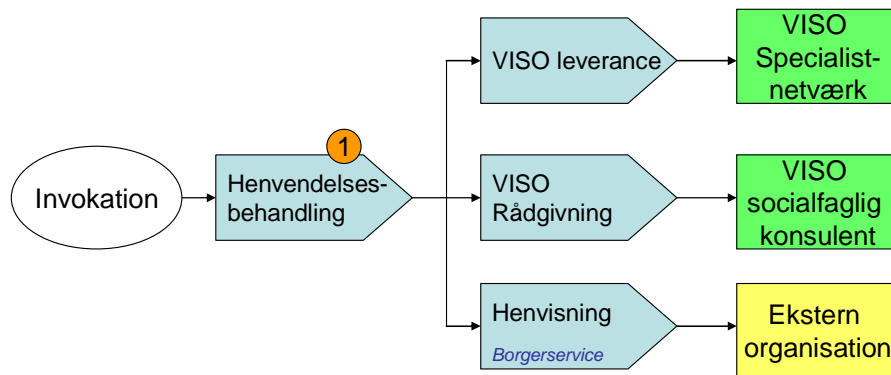 Invokation
1
Henvendelses-
behandling
VISO leverance
VISO
Specialist-
netværk
VISO
Rådgivning
VISO
socialfaglig
konsulent
Henvisning
Borgerservice
Ekstern
organisation